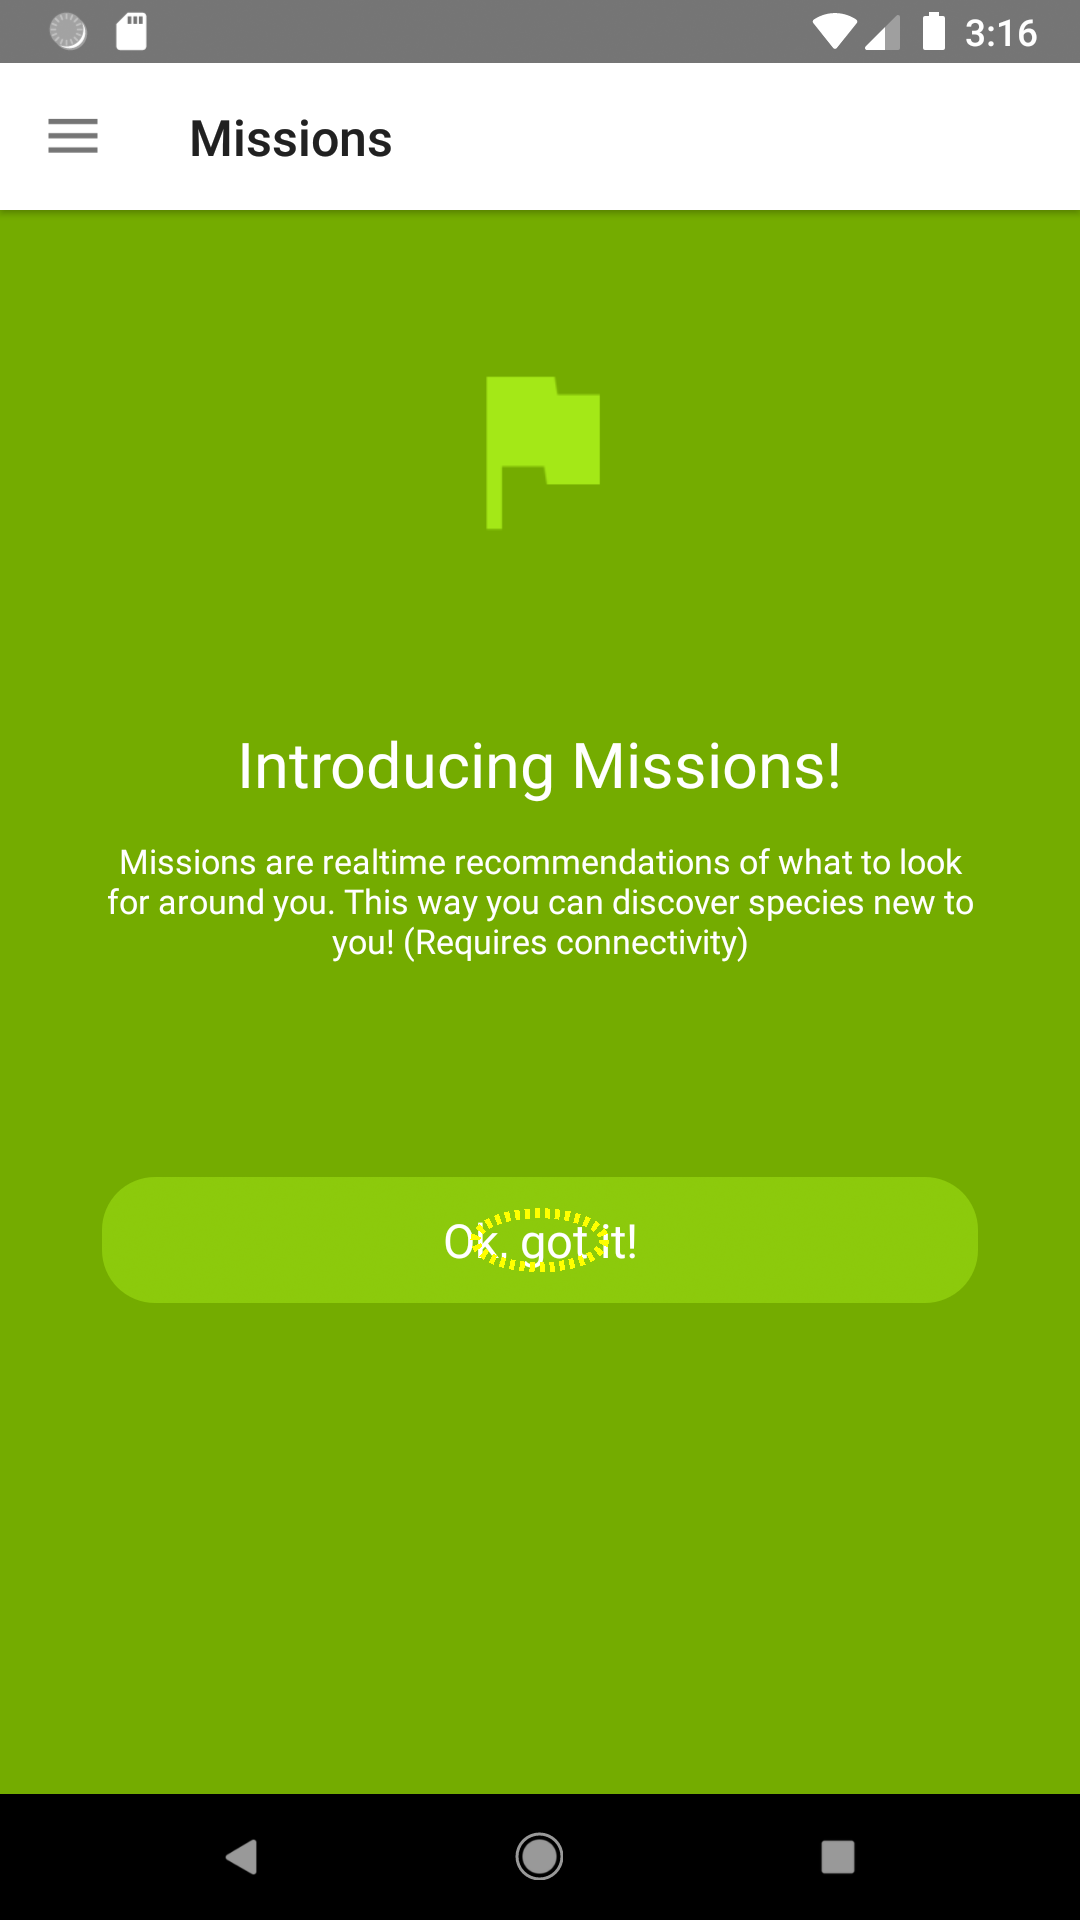 3:16
Missions
Introducing Missions!
Missions are realtime recommendations of what to look
for around you. This way you can discover species new to
you! (Requires connectivity)
Ok, got it!